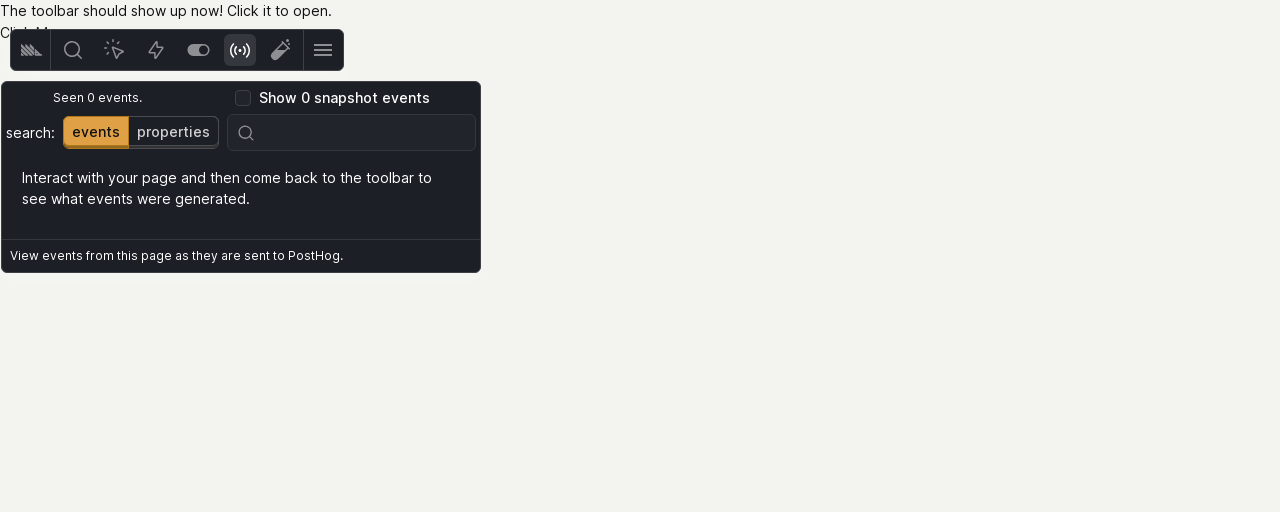 The toolbar should show up now! Click it to open.
Seen 0 events.
Show 0 snapshot events
search:
events
properties
Interact with your page and then come back to the toolbar to
see what events were generated.
View events from this page as they are sent to PostHog.